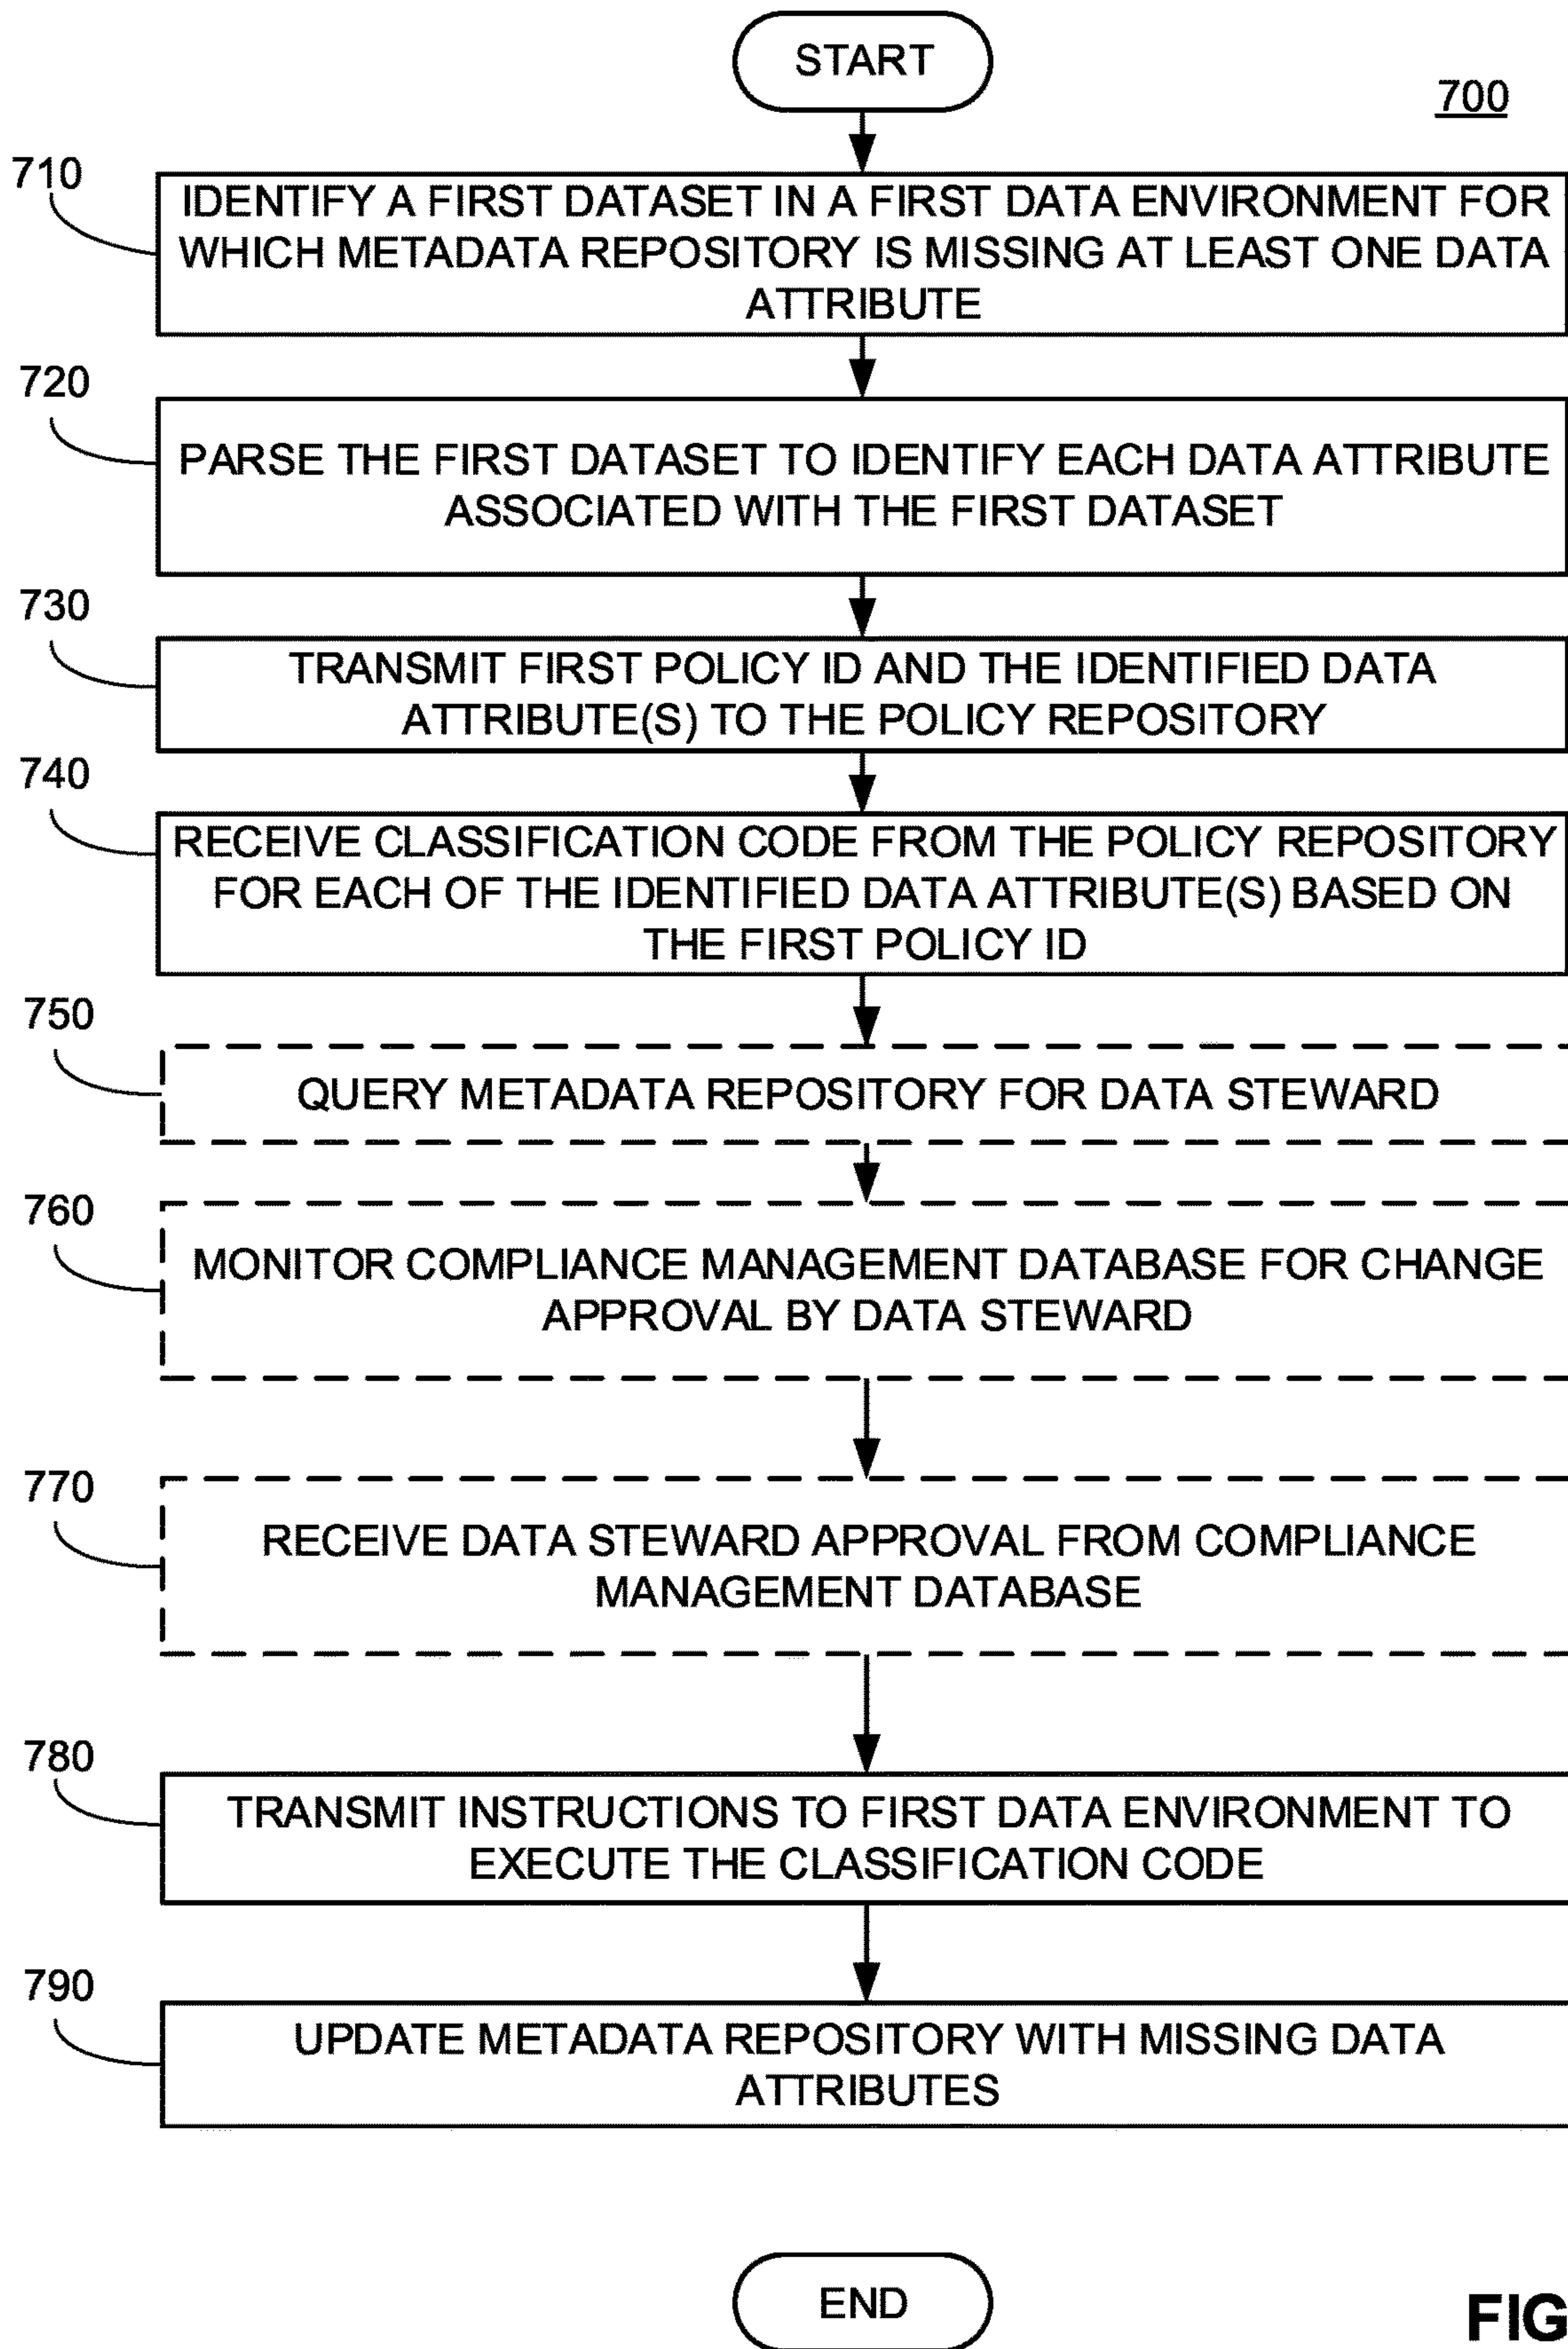 START
700
710
IDENTIFY A FIRST DATASET IN A FIRST DATA ENVIRONMENT FOR
WHICH METADATA REPOSITORY IS MISSING AT LEAST ONE DATA
ATTRIBUTE
720
PARSE THE FIRST DATASET TO IDENTIFY EACH DATA ATTRIBUTE
ASSOCIATED WITH THE FIRST DATASET
730
TRANSMIT FIRST POLICY ID AND THE IDENTIFIED DATA
ATTRIBUTE(S) TO THE POLICY REPOSITORY
740
RECEIVE CLASSIFICATION CODE FROM THE POLICY REPOSITORY
FOR EACH OF THE IDENTIFIED DATA ATTRIBUTE(S) BASED ON
THE FIRST POLICY ID
750
QUERY METADATA REPOSITORY FOR DATA STEWARD
760
MONITOR COMPLIANCE MANAGEMENT DATABASE FOR CHANGE
APPROVAL BY DATA STEWARD
770
RECEIVE DATA STEWARD APPROVAL FROM COMPLIANCE
MANAGEMENT DATABASE
780
TRANSMIT INSTRUCTIONS TO FIRST DATA ENVIRONMENT TO
EXECUTE THE CLASSIFICATION CODE
790
UPDATE METADATA REPOSITORY WITH MISSING DATA
ATTRIBUTES
END
FIG